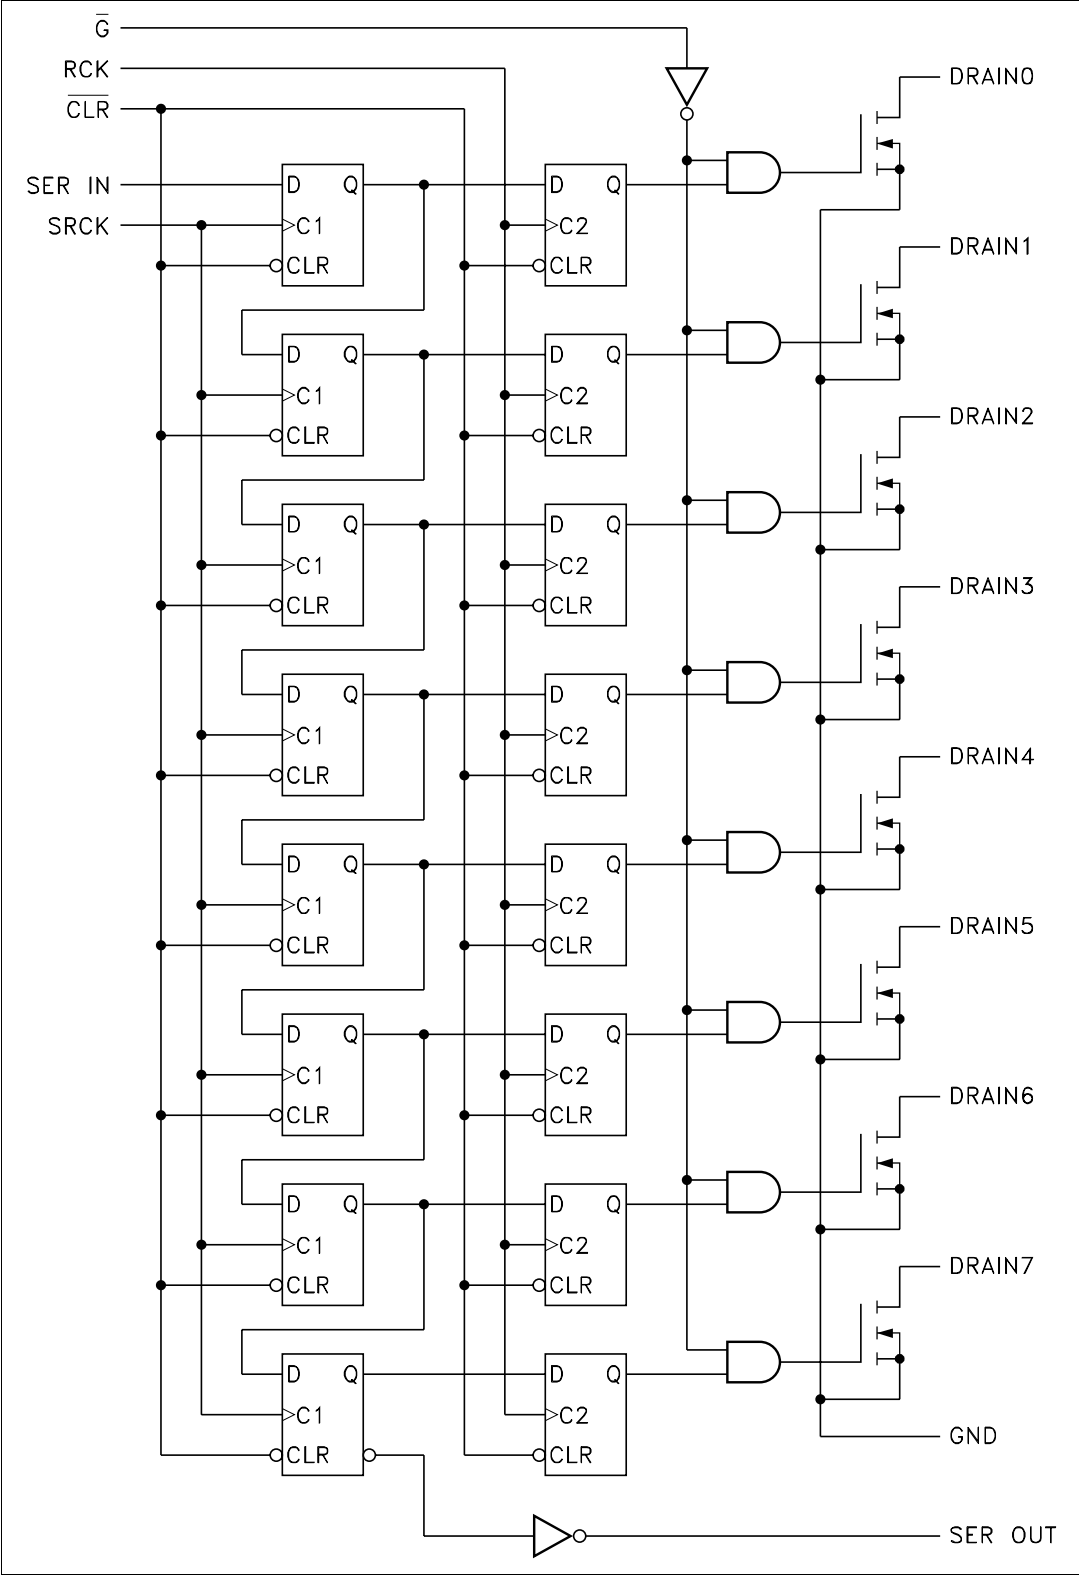 G̅
RCK
C̅L̅R̅
DRAIN0
SER IN D Q D Q
SRCK C1 C2
CLR CLR
DRAIN1
D Q D Q
C1 C2
CLR CLR
DRAIN2
D Q D Q
C1 C2
CLR CLR
DRAIN3
D Q D Q
C1 C2
CLR CLR
DRAIN4
D Q D Q
C1 C2
CLR CLR
DRAIN5
D Q D Q
C1 C2
CLR CLR
DRAIN6
D Q D Q
C1 C2
CLR CLR
DRAIN7
D Q D Q
C1 C2
GND
CLR CLR
SER OUT